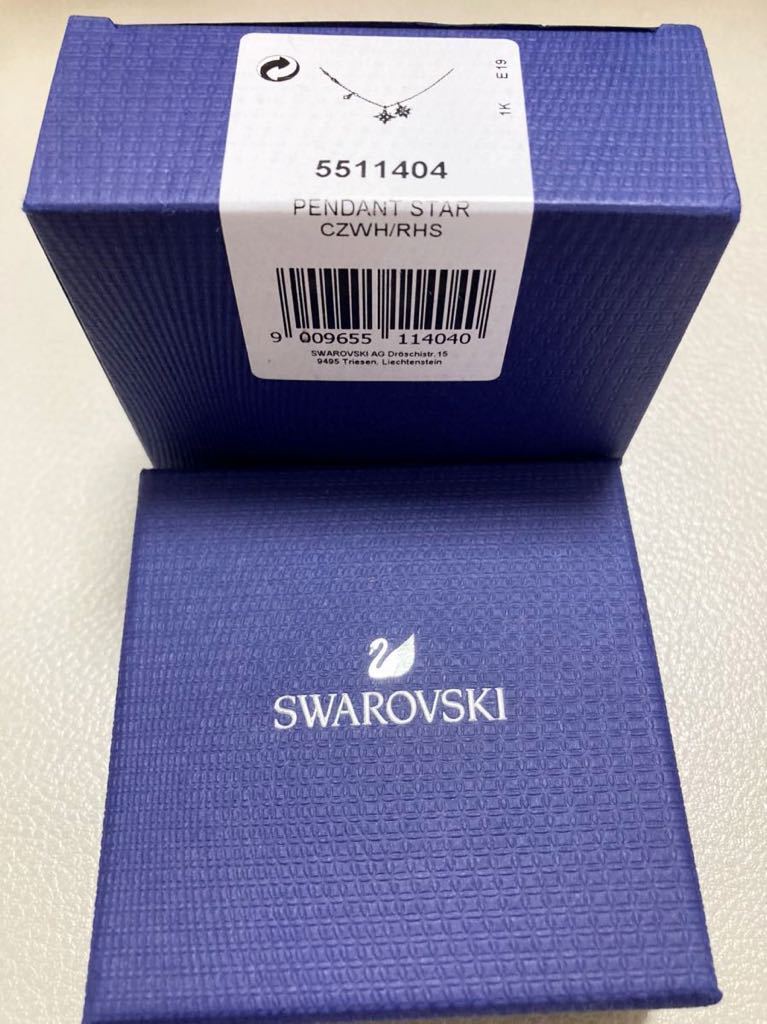 1K E19
5511404
PENDANT STAR
CZWH/RHS
9 009655 114040
SWAROVSKI AG Dröschistr.15
9495 Triesen, Liechtenstein
SWAROVSKI